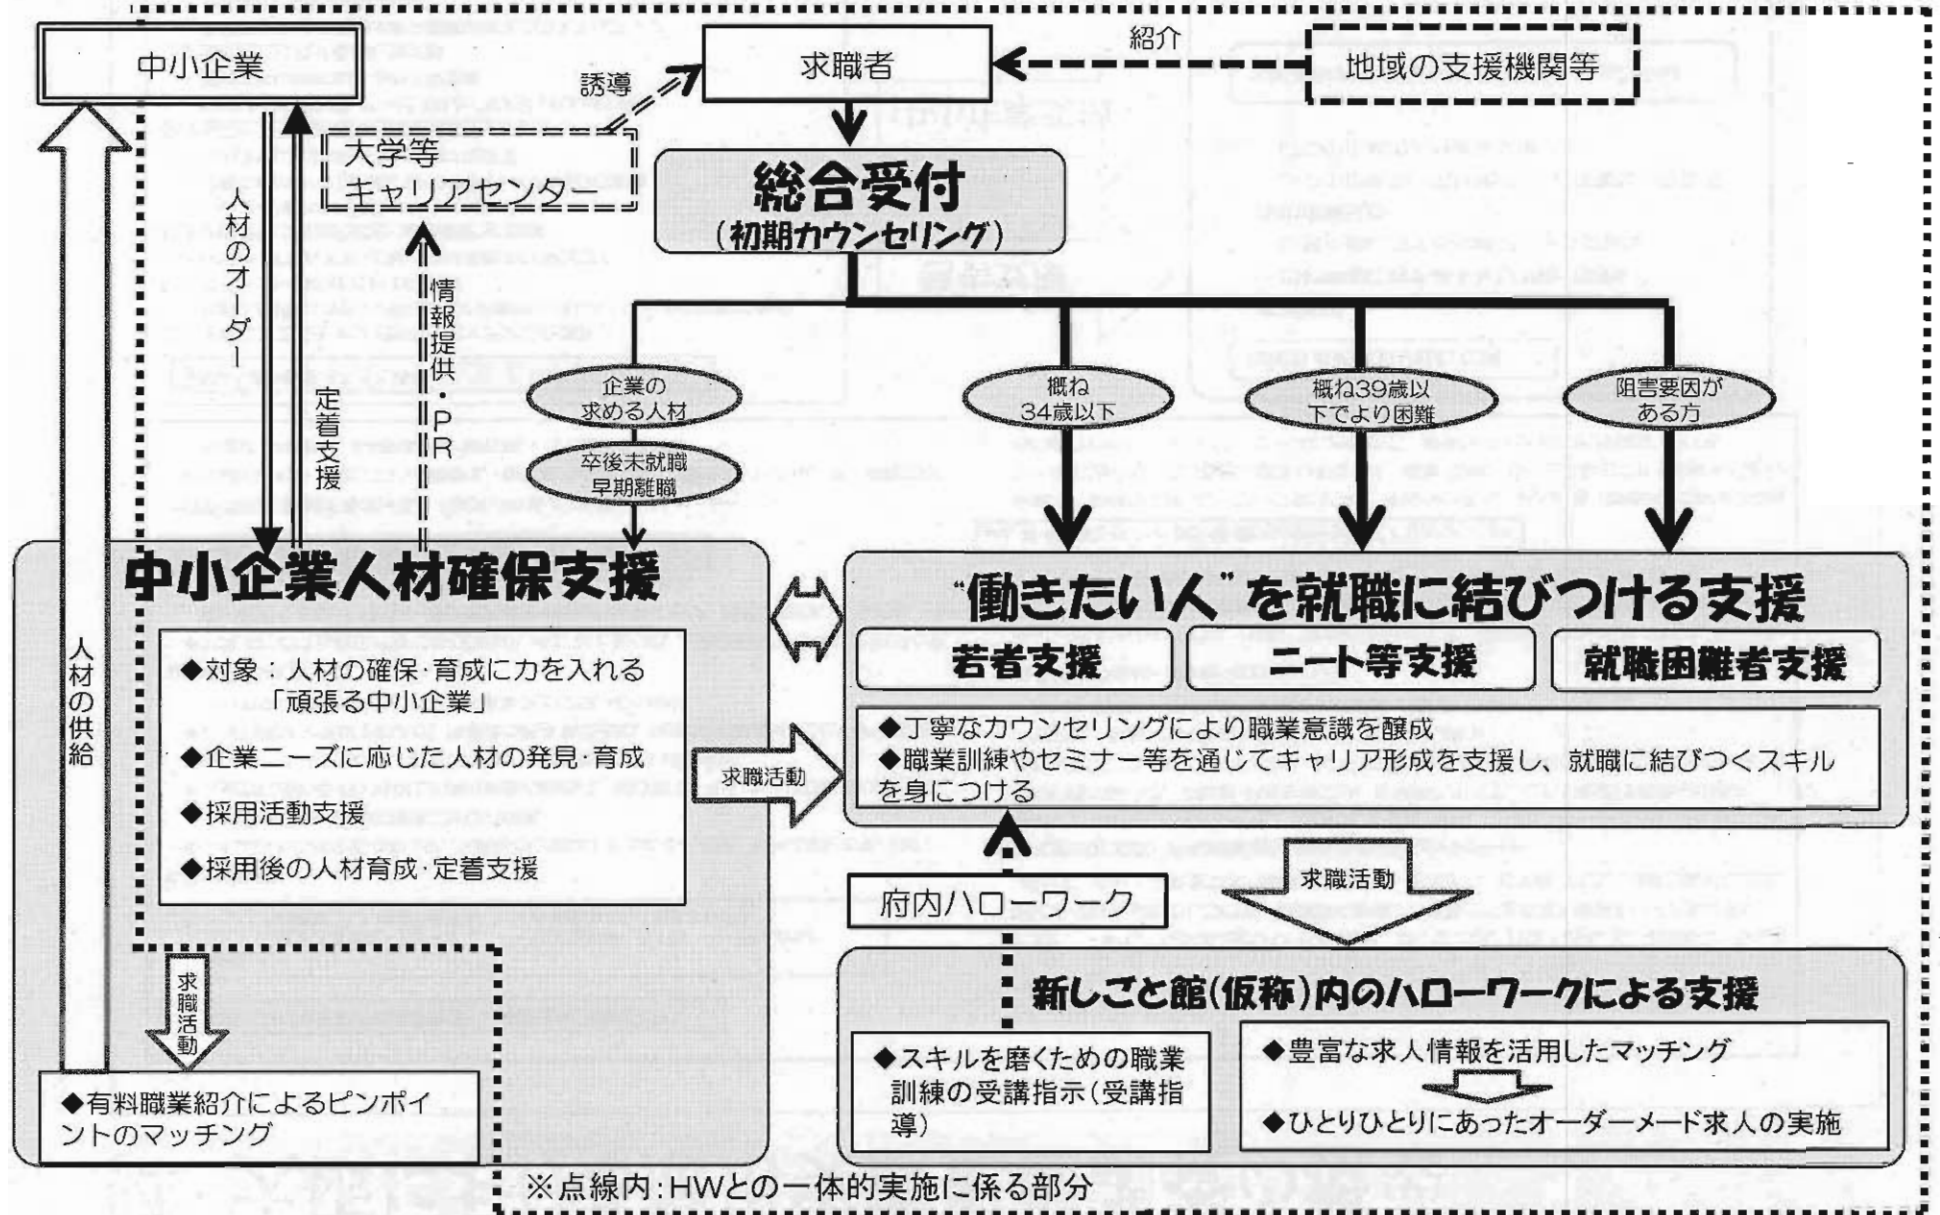 中小企業
求職者
紹介
地域の支援機関等
誘導
大学等
キャリアセンター
総合受付
(初期カウンセリング)
人材のオーダー
定着支援
情報提供・PR
企業の
求める人材
卒後未就職
早期離職
概ね
34歳以下
概ね39歳以
下でより困難
阻害要因が
ある方
人材の供給
中小企業人材確保支援
◆対象：人材の確保・育成に力を入れる
「頑張る中小企業」
◆企業ニーズに応じた人材の発見・育成
◆採用活動支援
◆採用後の人材育成・定着支援
求職活動
“働きたい人”を就職に結びつける支援
若者支援
ニート等支援
就職困難者支援
◆丁寧なカウンセリングにより職業意識を醸成
◆職業訓練やセミナー等を通じてキャリア形成を支援し、就職に結びつくスキル
を身につける
府内ハローワーク
求職活動
求職活動
◆有料職業紹介によるピンポイ
ントのマッチング
新しごと館(仮称)内のハローワークによる支援
◆スキルを磨くための職業
訓練の受講指示(受講指
導)
◆豊富な求人情報を活用したマッチング
◆ひとりひとりにあったオーダーメード求人の実施
※点線内：HWとの一体的実施に係る部分